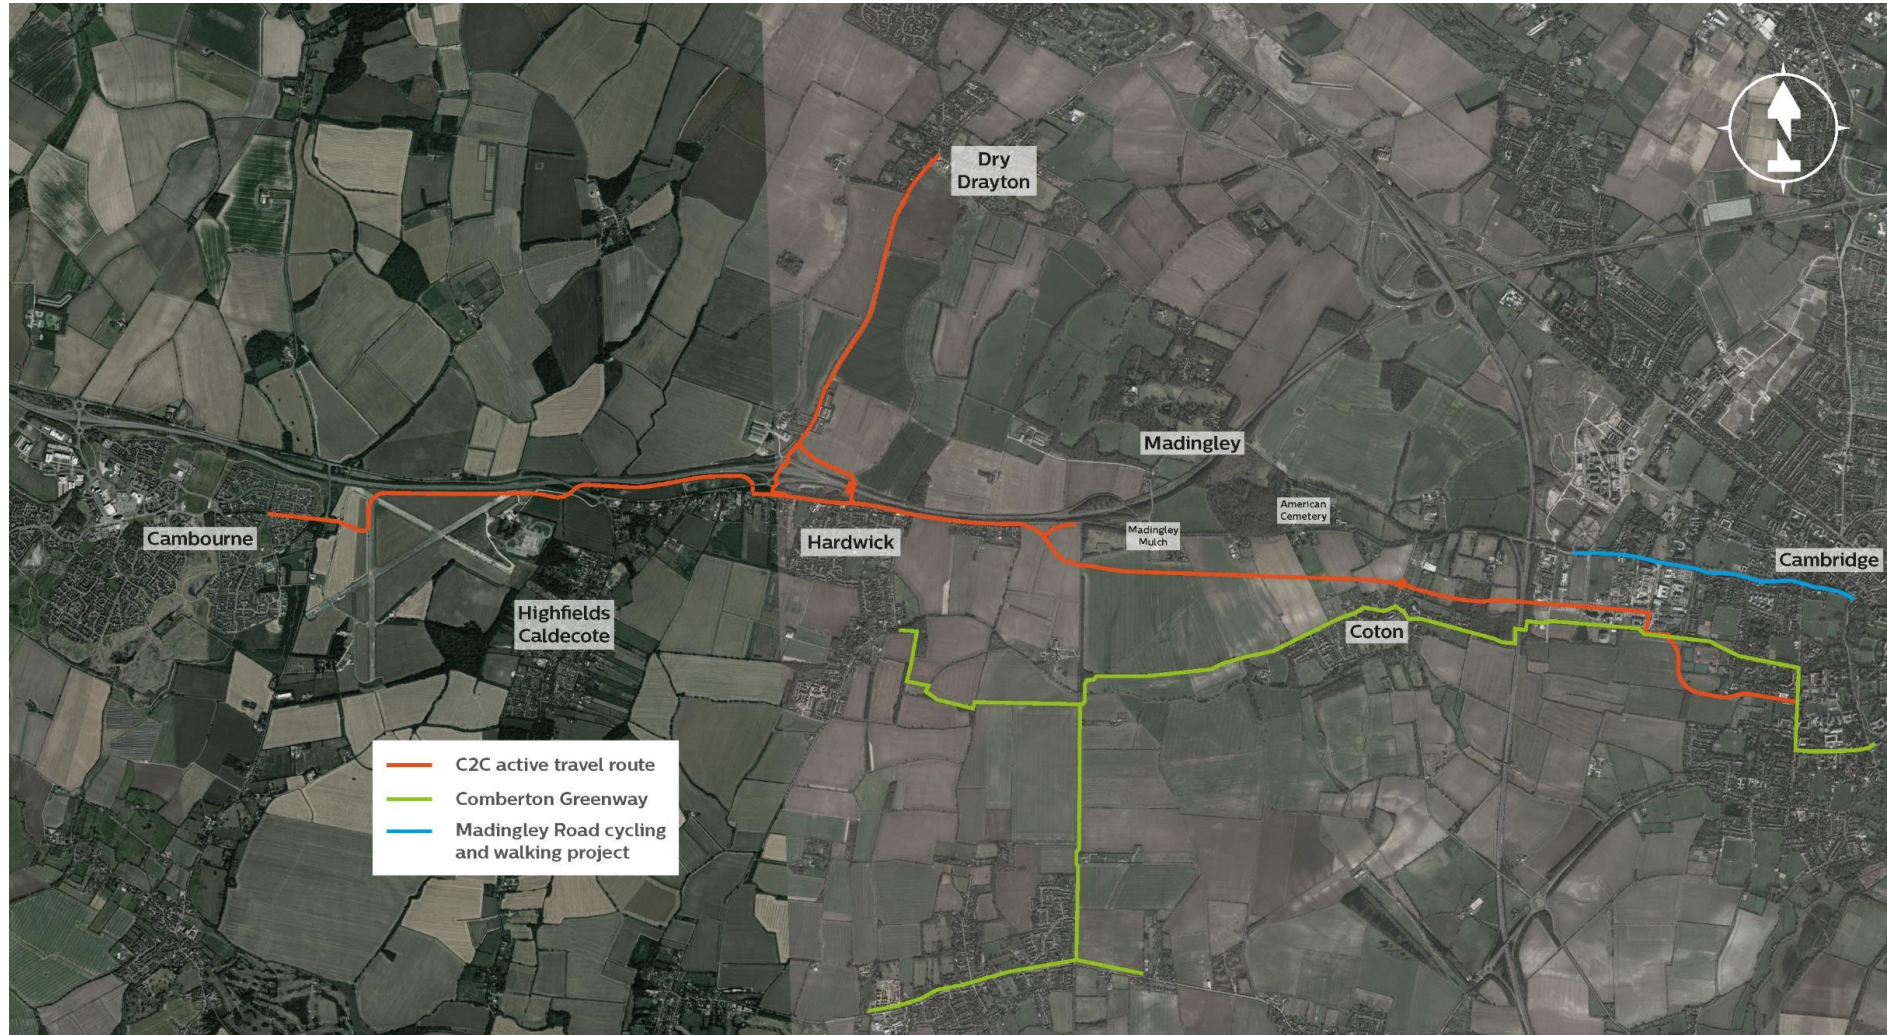 Dry
Drayton
Madingley
American
Cemetery
Madingley
Mulch
Cambourne
Hardwick
Cambridge
Highfields
Caldecote
Coton
C2C active travel route
Comberton Greenway
Madingley Road cycling
and walking project